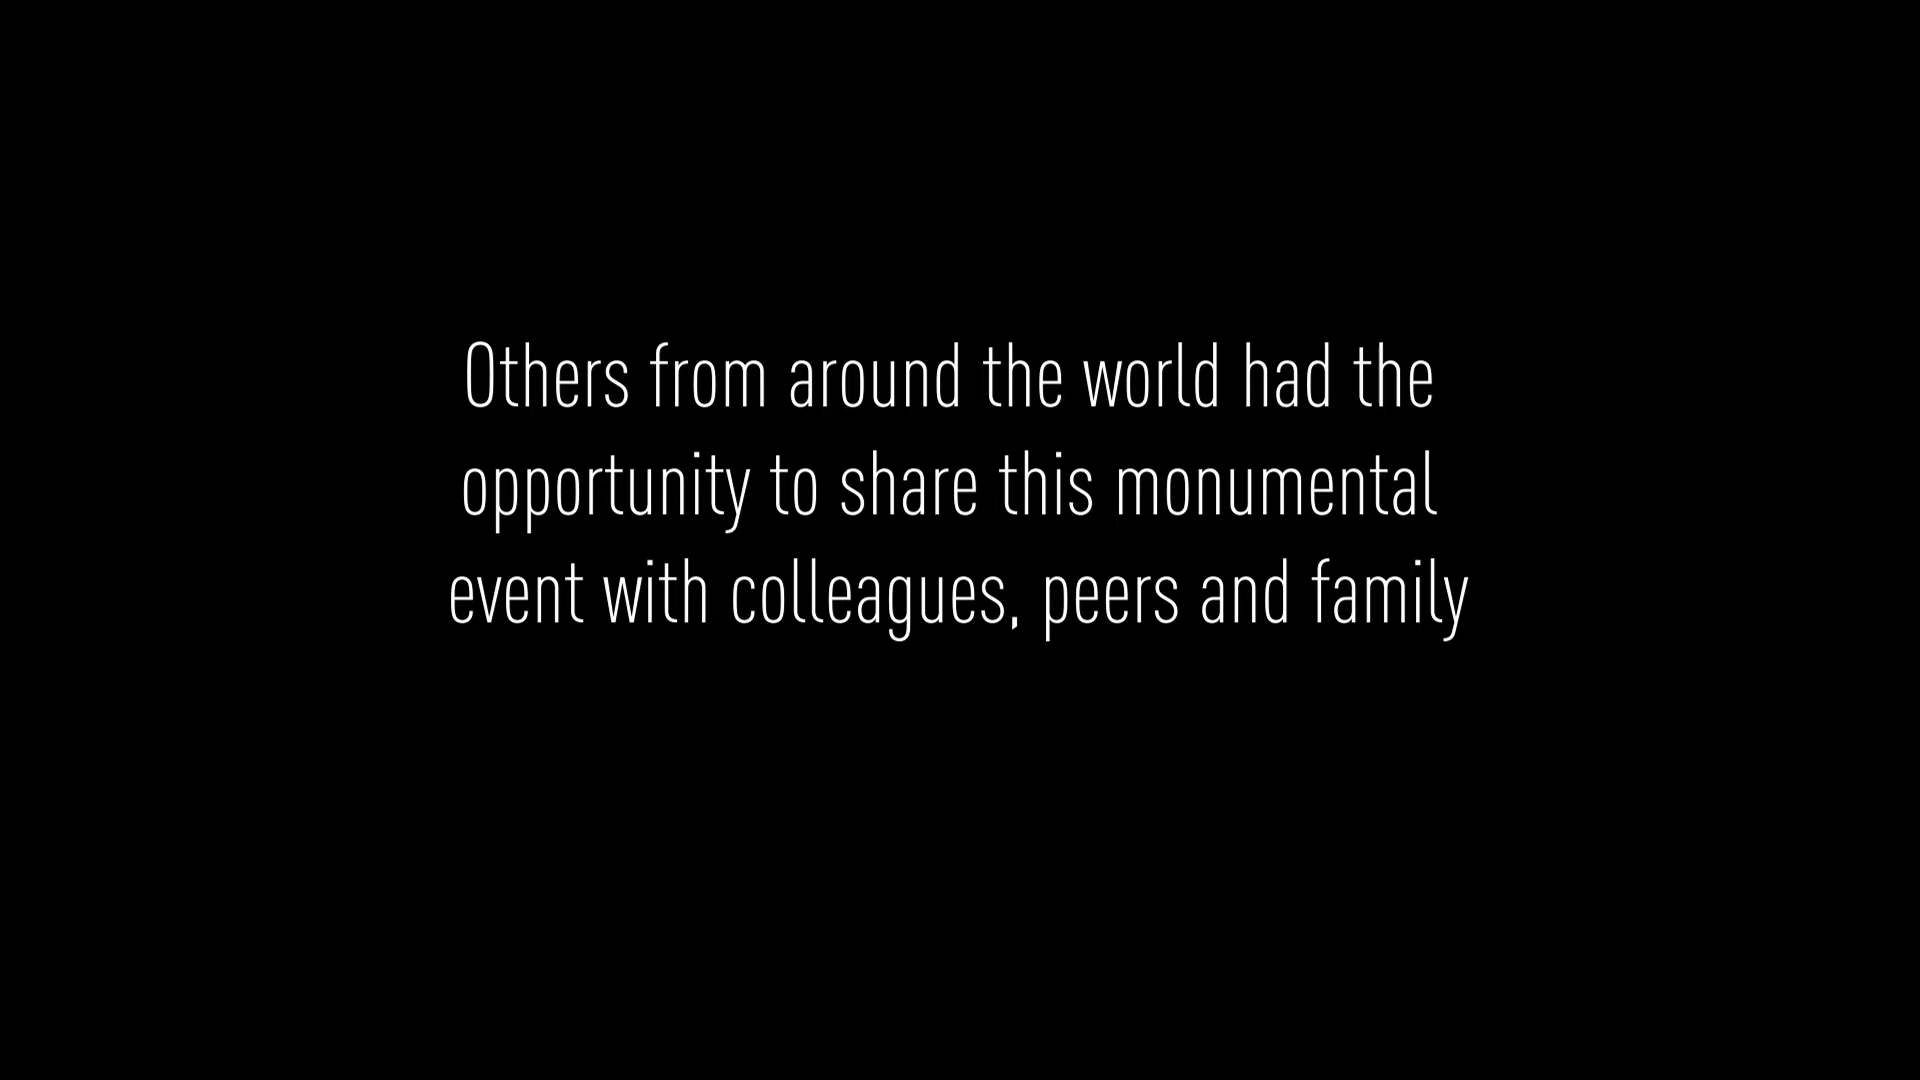 Others from around the world had the
opportunity to share this monumental
event with colleagues, peers and family